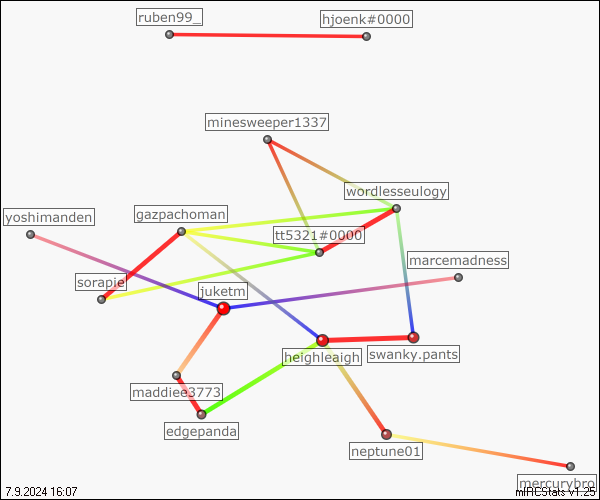 ruben99_
hjoenk#0000
minesweeper1337
wordlesseulogy
gazpachoman
yoshimanden
tt5321#0000
marcemadness
sorapie
juketm
heighleaigh
swanky.pants
maddiee3773
edgepanda
neptune01
mercurybro
7.9.2024 16:07
mIRCStats v1.25